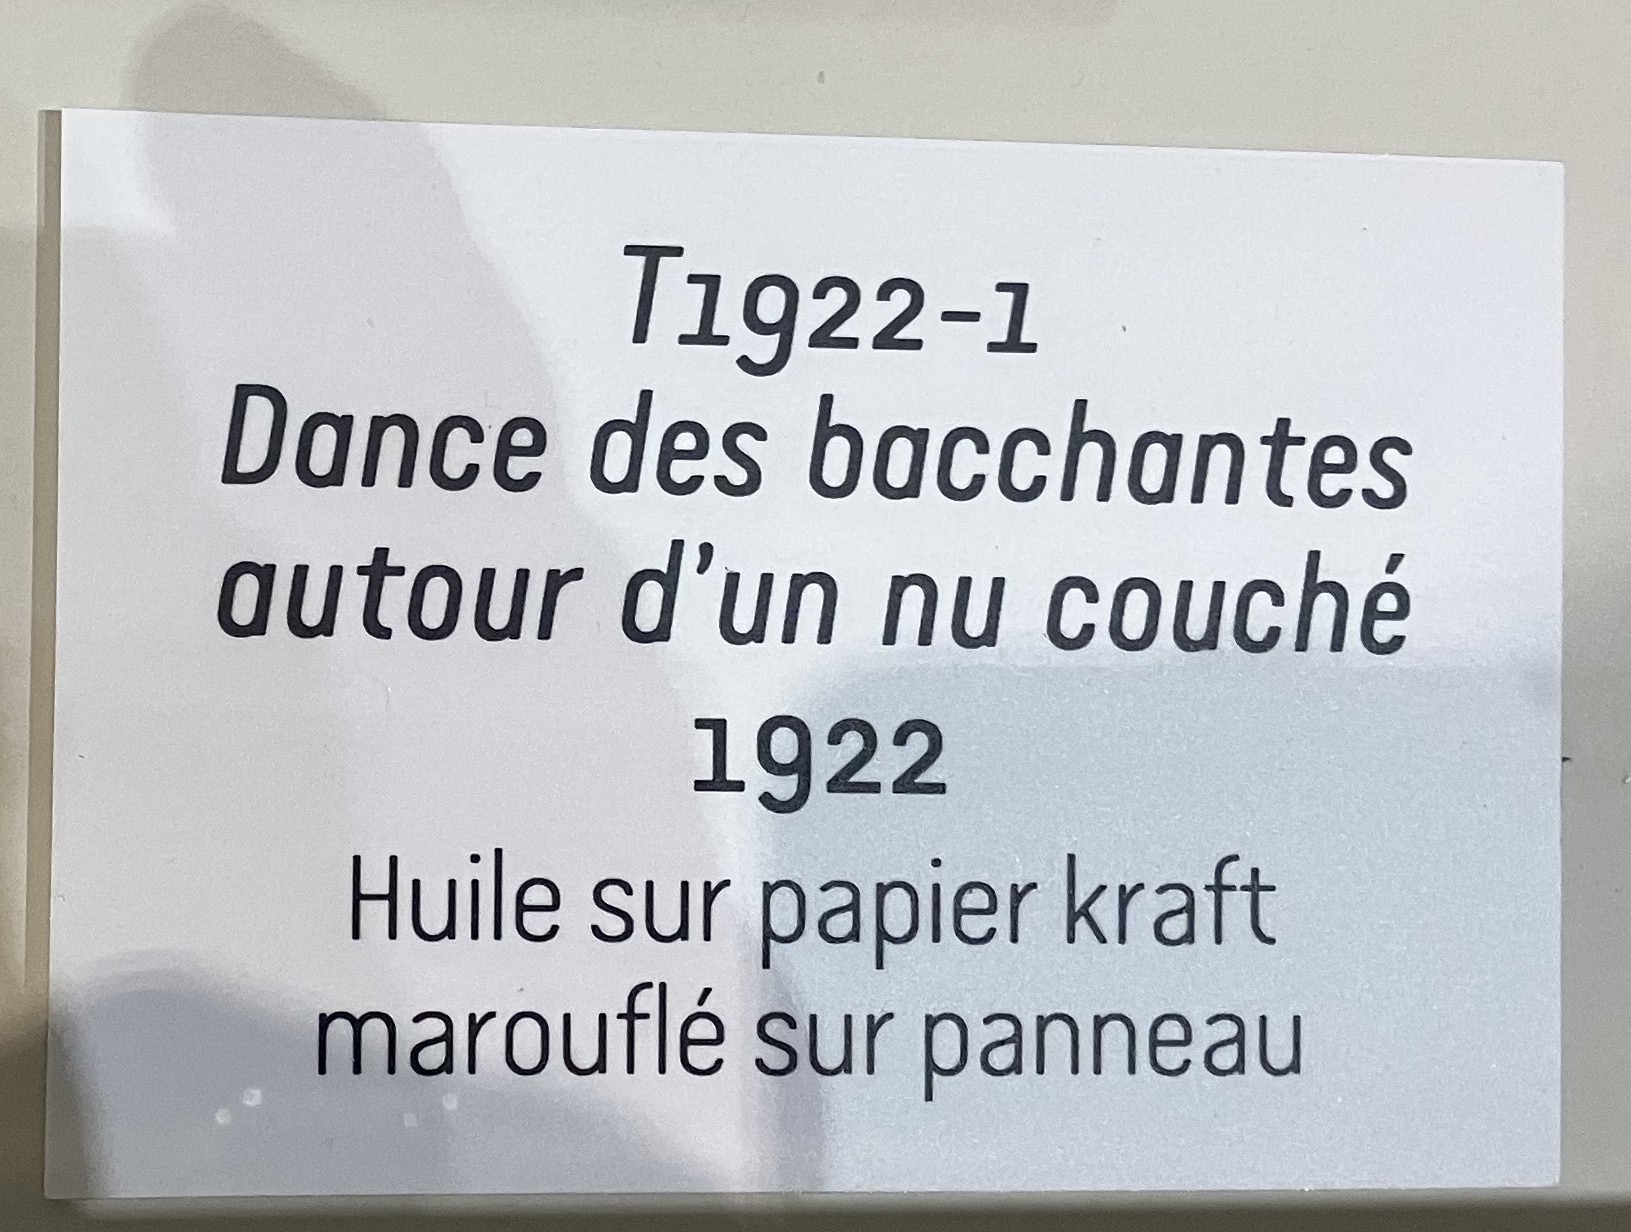 T1922-1
Dance des bacchantes
autour d’un nu couché
1922
Huile sur papier kraft
marouflé sur panneau